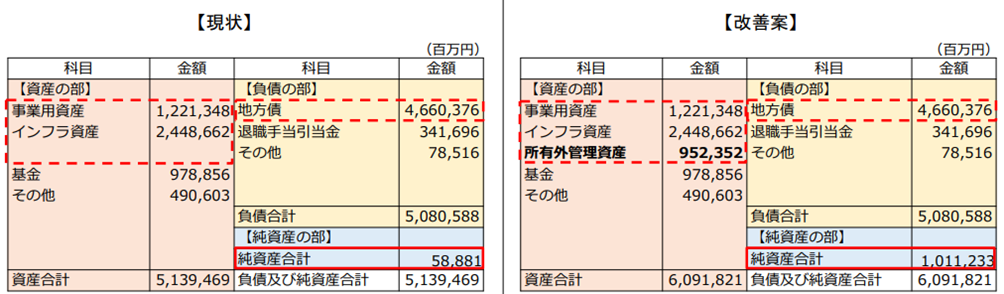 【現状】
（百万円）
科目 金額 科目 金額
【資産の部】 【負債の部】
事業用資産 1,221,348 地方債 4,660,376
インフラ資産 2,448,662 退職手当引当金 341,696
その他 78,516
基金 978,856
その他 490,603
負債合計 5,080,588
【純資産の部】
純資産合計 58,881
資産合計 5,139,469 負債及び純資産合計 5,139,469
【改善案】
（百万円）
科目 金額 科目 金額
【資産の部】 【負債の部】
事業用資産 1,221,348 地方債 4,660,376
インフラ資産 2,448,662 退職手当引当金 341,696
所有外管理資産 952,352 その他 78,516
基金 978,856
その他 490,603
負債合計 5,080,588
【純資産の部】
純資産合計 1,011,233
資産合計 6,091,821 負債及び純資産合計 6,091,821